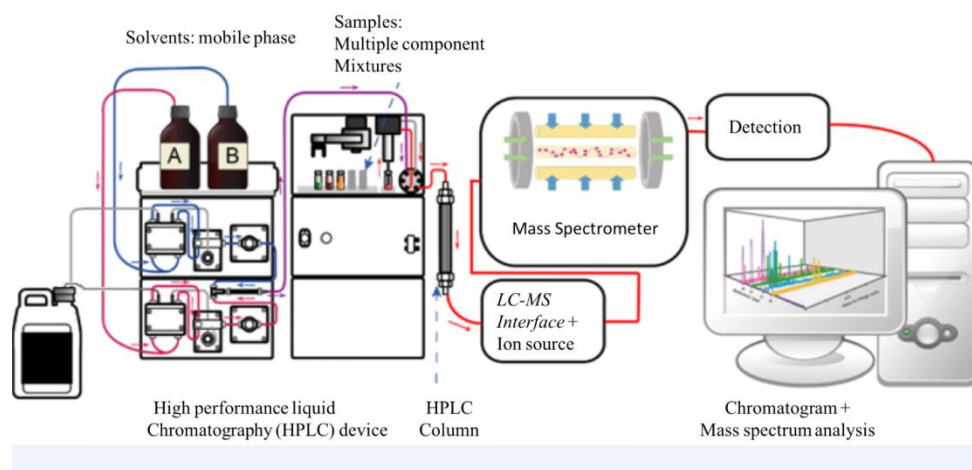 Solvents: mobile phase
Samples:
Multiple component
Mixtures
A
B
Mass Spectrometer
Detection
LC-MS
Interface +
Ion source
High performance liquid
Chromatography (HPLC) device
HPLC
Column
Chromatogram +
Mass spectrum analysis